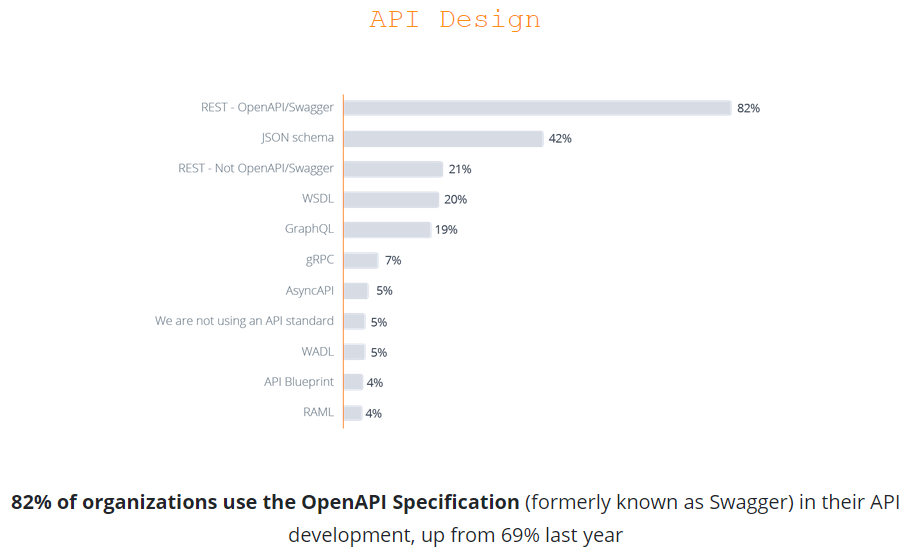 API Design
REST - OpenAPI/Swagger 82%
JSON schema 42%
REST - Not OpenAPI/Swagger 21%
WSDL 20%
GraphQL 19%
gRPC 7%
AsyncAPI 5%
We are not using an API standard 5%
WADL 5%
API Blueprint 4%
RAML 4%
82% of organizations use the OpenAPI Specification (formerly known as Swagger) in their API
development, up from 69% last year